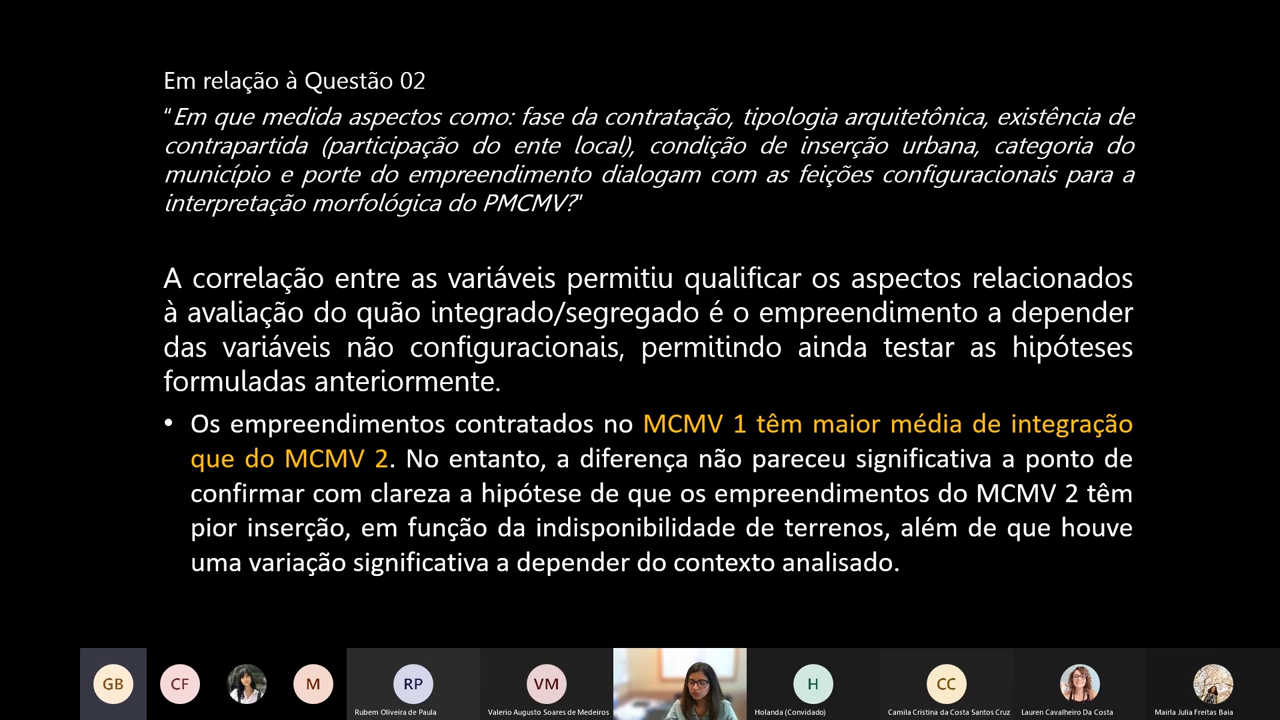 Em relação à Questão 02
"Em que medida aspectos como: fase da contratação, tipologia arquitetônica, existência de
contrapartida (participação do ente local), condição de inserção urbana, categoria do
município e porte do empreendimento dialogam com as feições configuracionais para a
interpretação morfológica do PMCMV?"
A correlação entre as variáveis permitiu qualificar os aspectos relacionados
à avaliação do quão integrado/segregado é o empreendimento a depender
das variáveis não configuracionais, permitindo ainda testar as hipóteses
formuladas anteriormente.
• Os empreendimentos contratados no MCMV 1 têm maior média de integração
que do MCMV 2. No entanto, a diferença não pareceu significativa a ponto de
confirmar com clareza a hipótese de que os empreendimentos do MCMV 2 têm
pior inserção, em função da indisponibilidade de terrenos, além de que houve
uma variação significativa a depender do contexto analisado.
GB CF M RP VM H CC
Rubem Oliveira de Paula Valerio Augusto Soares de Medeiros Holanda (Convidado) Camila Cristina da Costa Santos Cruz Lauren Cavalheiro Da Costa Mairla Julia Freitas Baia